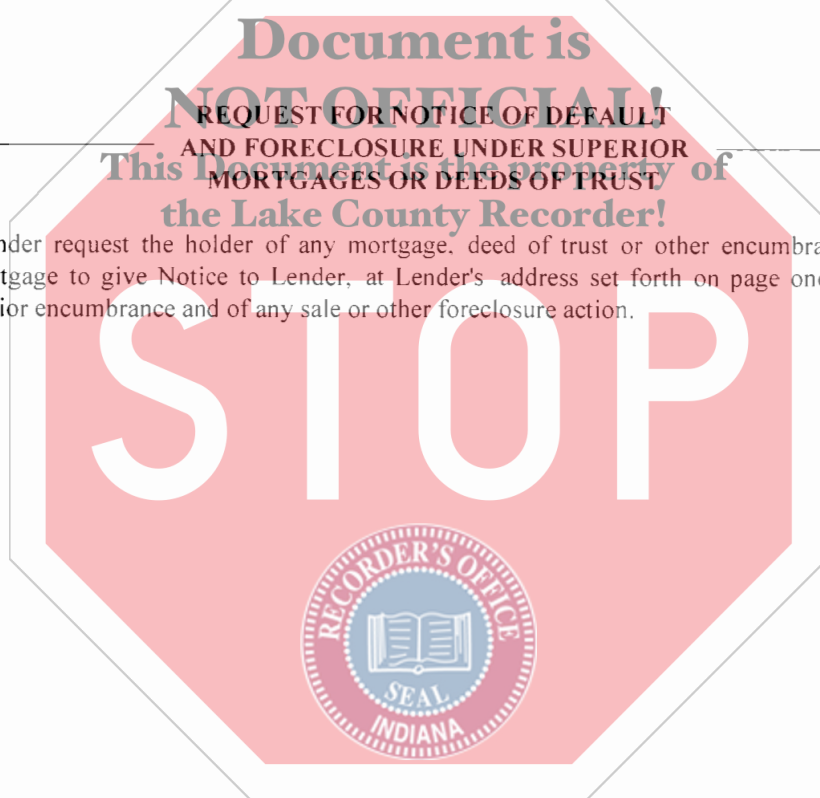 Document is
NOT OFFICIAL!
REQUEST FOR NOTICE OF DEFAULT
AND FORECLOSURE UNDER SUPERIOR
This Document is the property of
MORTGAGES OR DEEDS OF TRUST
the Lake County Recorder!
nder request the holder of any mortgage, deed of trust or other encumbra
tgage to give Notice to Lender, at Lender's address set forth on page one
ior encumbrance and of any sale or other foreclosure action.
STOP
RECORDER'S OFFICE
SEAL
INDIANA